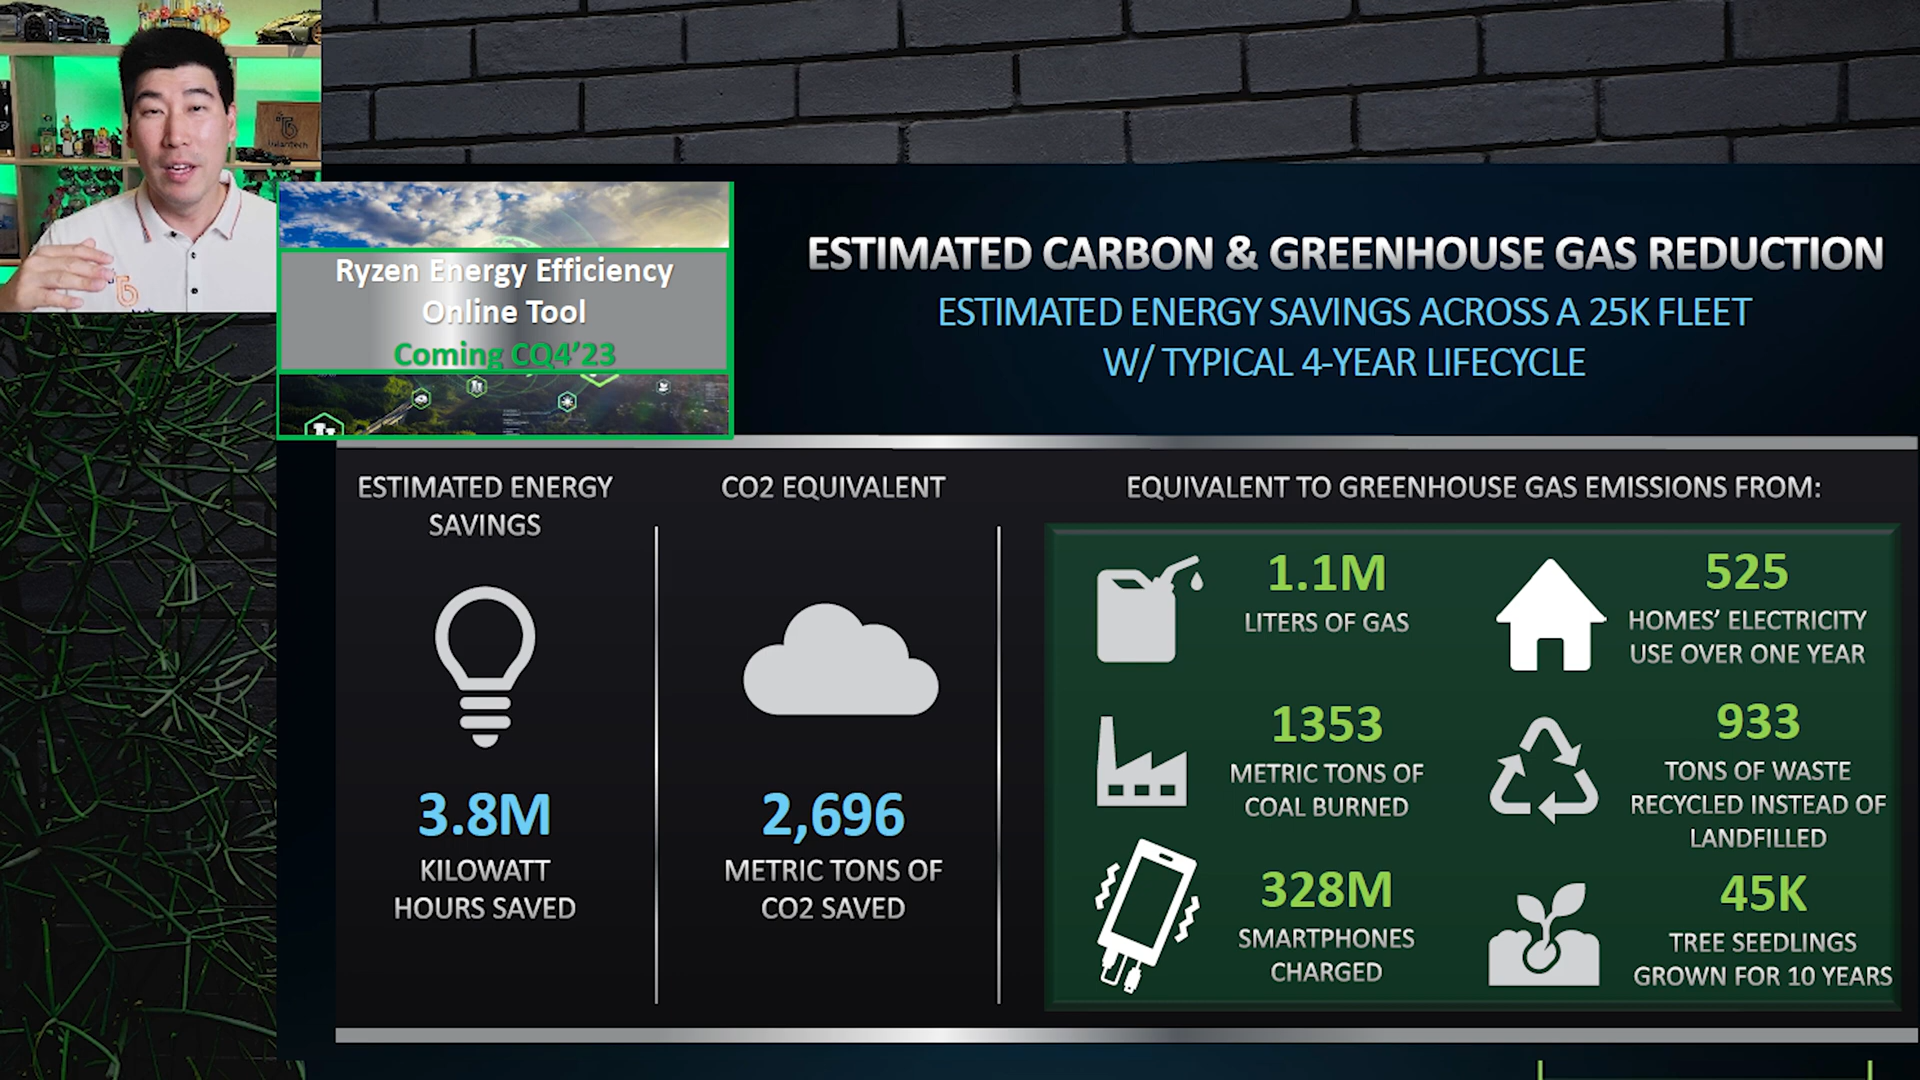 lulantech
Ryzen Energy Efficiency
Online Tool
Coming CQ4'23
ESTIMATED CARBON & GREENHOUSE GAS REDUCTION
ESTIMATED ENERGY SAVINGS ACROSS A 25K FLEET
W/ TYPICAL 4-YEAR LIFECYCLE
ESTIMATED ENERGY
SAVINGS
3.8M
KILOWATT
HOURS SAVED
CO2 EQUIVALENT
2,696
METRIC TONS OF
CO2 SAVED
EQUIVALENT TO GREENHOUSE GAS EMISSIONS FROM:
1.1M
LITERS OF GAS
525
HOMES' ELECTRICITY
USE OVER ONE YEAR
1353
METRIC TONS OF
COAL BURNED
933
TONS OF WASTE
RECYCLED INSTEAD OF
LANDFILLED
328M
SMARTPHONES
CHARGED
45K
TREE SEEDLINGS
GROWN FOR 10 YEARS